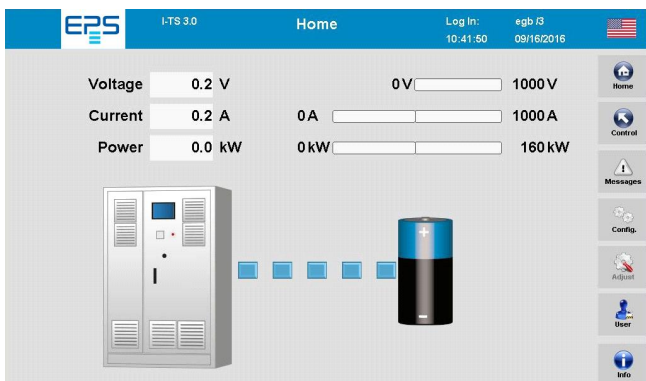 EPS
I-TS 3.0
Home
Log In:
egb /3
10:41:50
09/16/2016
Voltage 0.2 V
0 V 1000 V
Current 0.2 A
0 A 1000 A
Power 0.0 kW
0 kW 160 kW
Home
Control
Messages
Config.
Adjust
User
Info
+
-